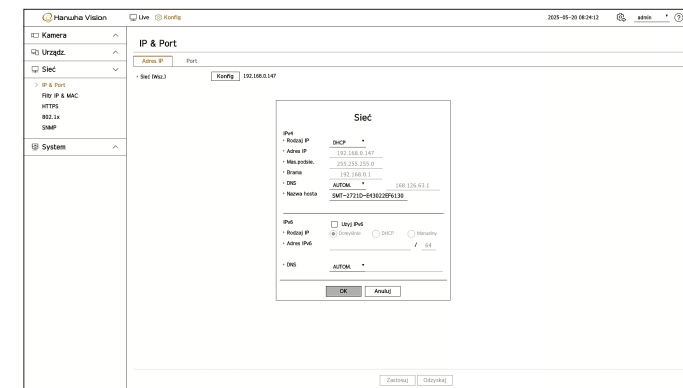 Hanwha Vision
Live Konfig
2025-05-20 08:24:12
admin
Kamera
Urządz.
Sieć
IP & Port
Filtr IP & MAC
HTTPS
802.1x
SNMP
System
IP & Port
Adres IP Port
Sieć (Wsz.) Konfig 192.168.0.147
Sieć
IPv4
Rodzaj IP DHCP
Adres IP 192.168.0.147
Mas.podsie. 255.255.255.0
Brama 192.168.0.1
DNS AUTOM. 168.126.63.1
Nazwa hosta SMT-2721D-E43022EF6130
IPv6 Użyj IPv6
Rodzaj IP Domyślnie DHCP Manualny
Adres IPv6 / 64
DNS AUTOM.
OK Anuluj
Zastosuj Odzyskaj